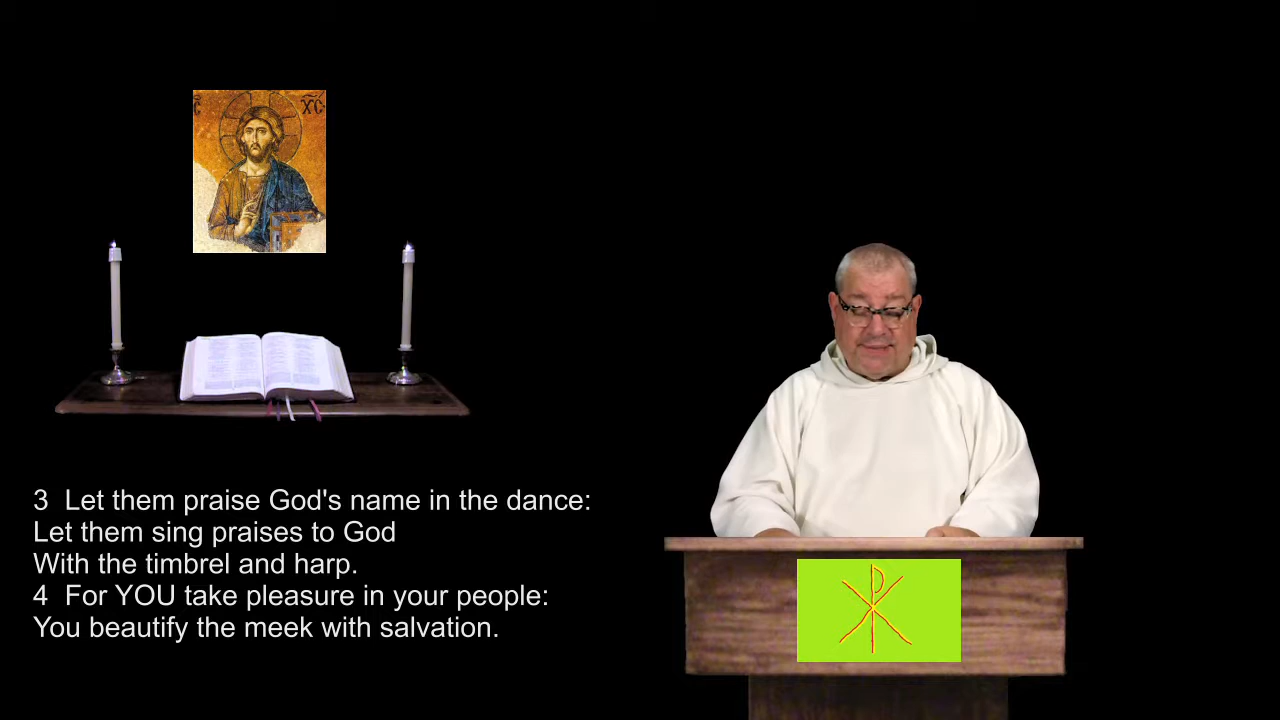 C XC
3 Let them praise God's name in the dance:
Let them sing praises to God
With the timbrel and harp.
4 For YOU take pleasure in your people:
You beautify the meek with salvation.